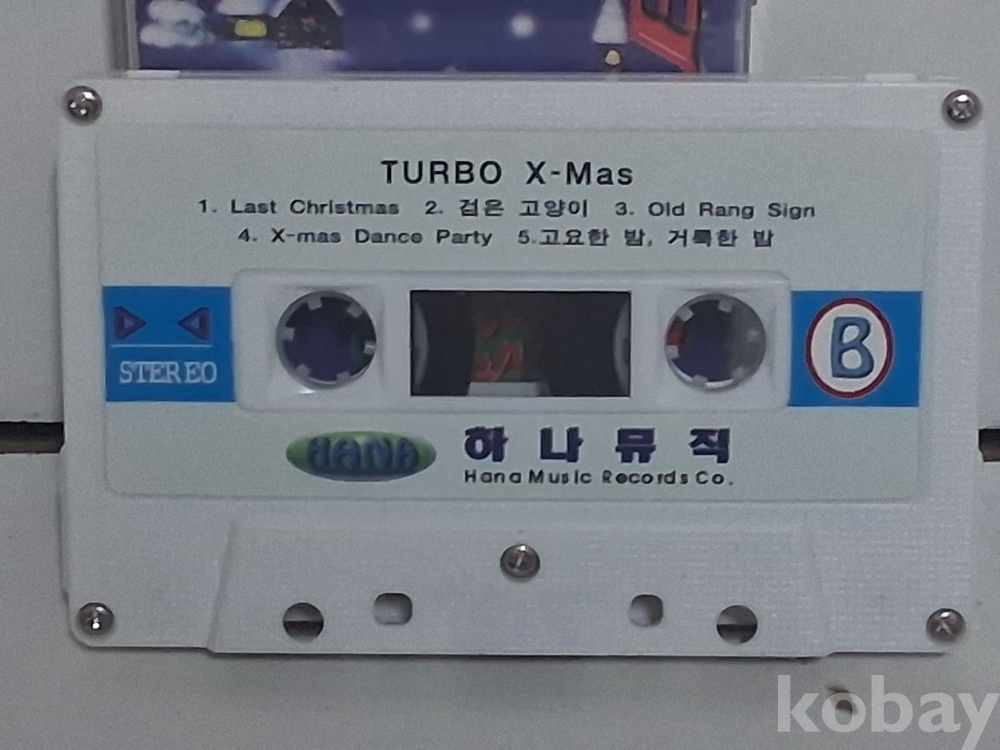 TURBO X-Mas
1. Last Christmas 2. 검은 고양이 3. Old Rang Sign
4. X-mas Dance Party 5.고요한 밤, 거룩한 밤
STEREO
B
HANA
하나뮤직
Hana Music Records Co.
kobay